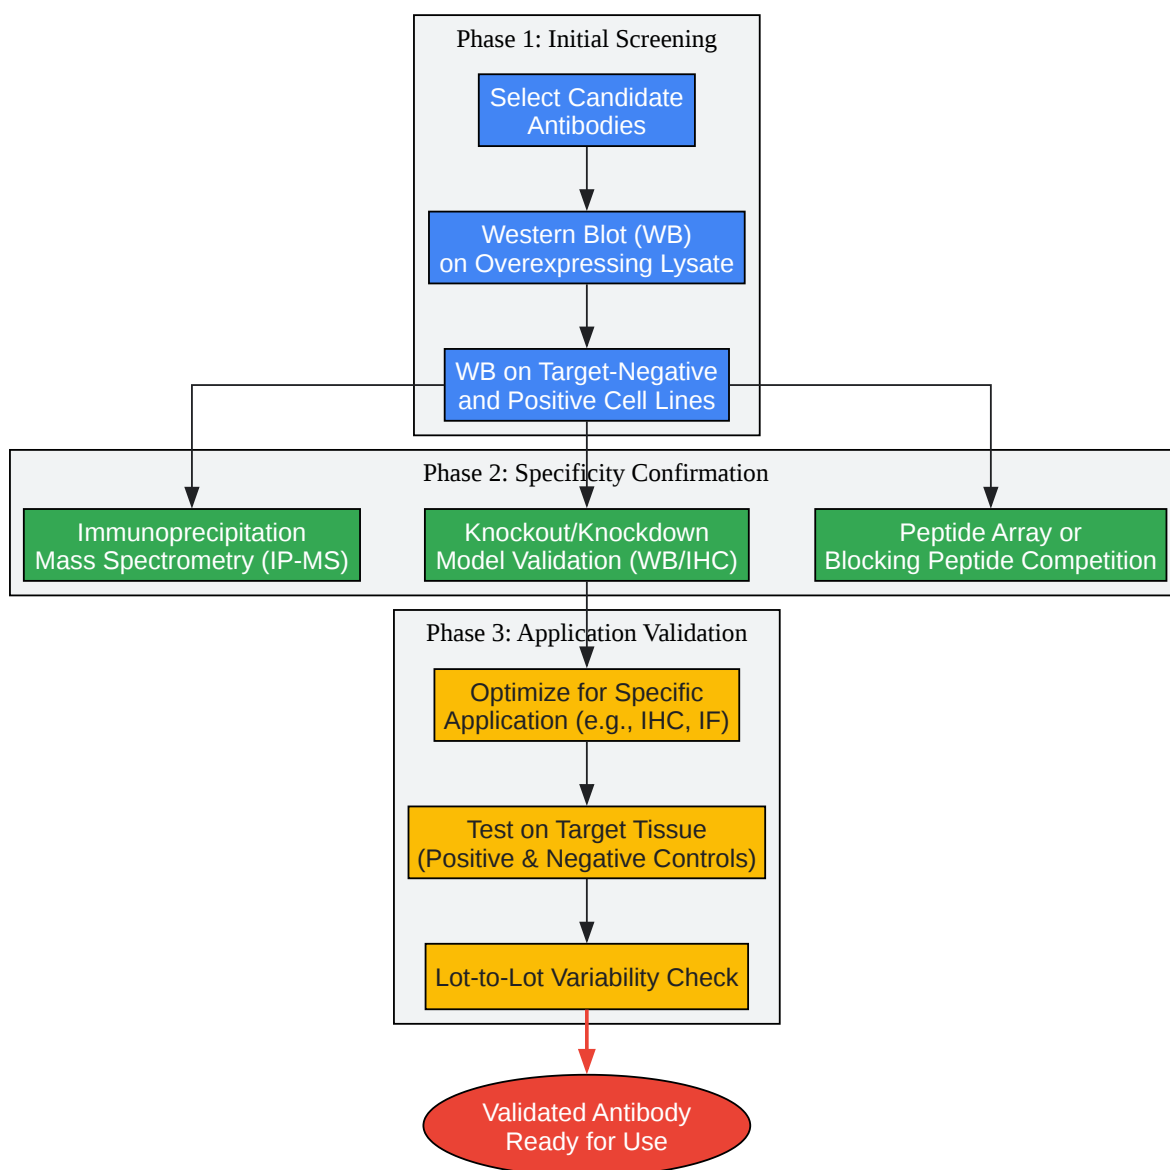 Phase 1: Initial Screening
Select Candidate
Antibodies
Western Blot (WB)
on Overexpressing Lysate
WB on Target-Negative
and Positive Cell Lines
Phase 2: Specificity Confirmation
Immunoprecipitation
Mass Spectrometry (IP-MS)
Knockout/Knockdown
Model Validation (WB/IHC)
Peptide Array or
Blocking Peptide Competition
Phase 3: Application Validation
Optimize for Specific
Application (e.g., IHC, IF)
Test on Target Tissue
(Positive & Negative Controls)
Lot-to-Lot Variability Check
Validated Antibody
Ready for Use